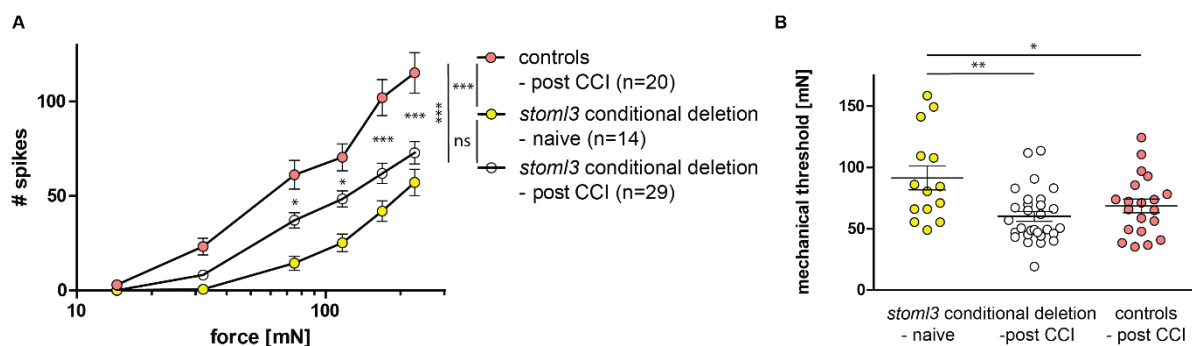 A
# spikes
100
50
0
10
100
force [mN]
*
*
***
***
***
***
ns
controls
- post CCI (n=20)
stoml3 conditional deletion
- naive (n=14)
stoml3 conditional deletion
- post CCI (n=29)
B
mechanical threshold [mN]
150
100
50
0
*
**
stoml3 conditional deletion
- naive
-post CCI
controls
- post CCI